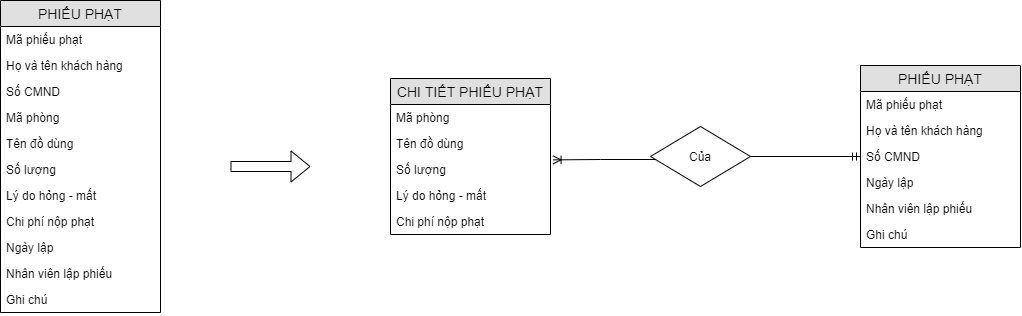 PHIẾU PHẠT
Mã phiếu phạt
Họ và tên khách hàng
Số CMND
Mã phòng
Tên đồ dùng
Số lượng
Lý do hỏng - mất
Chi phí nộp phạt
Ngày lập
Nhân viên lập phiếu
Ghi chú
CHI TIẾT PHIẾU PHẠT
Mã phòng
Tên đồ dùng
Số lượng
Lý do hỏng - mất
Chi phí nộp phạt
Của
PHIẾU PHẠT
Mã phiếu phạt
Họ và tên khách hàng
Số CMND
Ngày lập
Nhân viên lập phiếu
Ghi chú